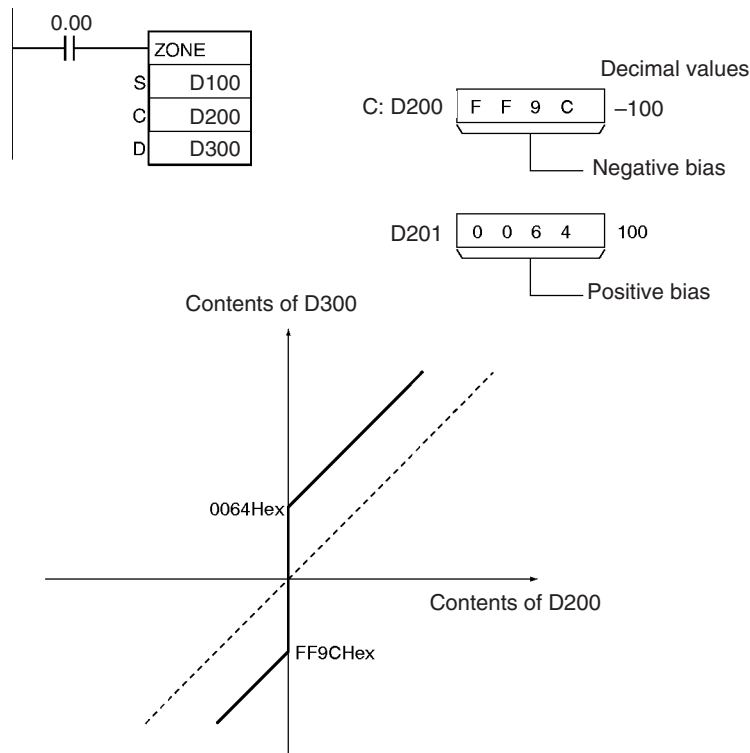 0.00
ZONE
S D100
C D200
D D300
Decimal values
C: D200 F F 9 C –100
Negative bias
D201 0 0 6 4 100
Positive bias
Contents of D300
0064Hex
Contents of D200
FF9CHex